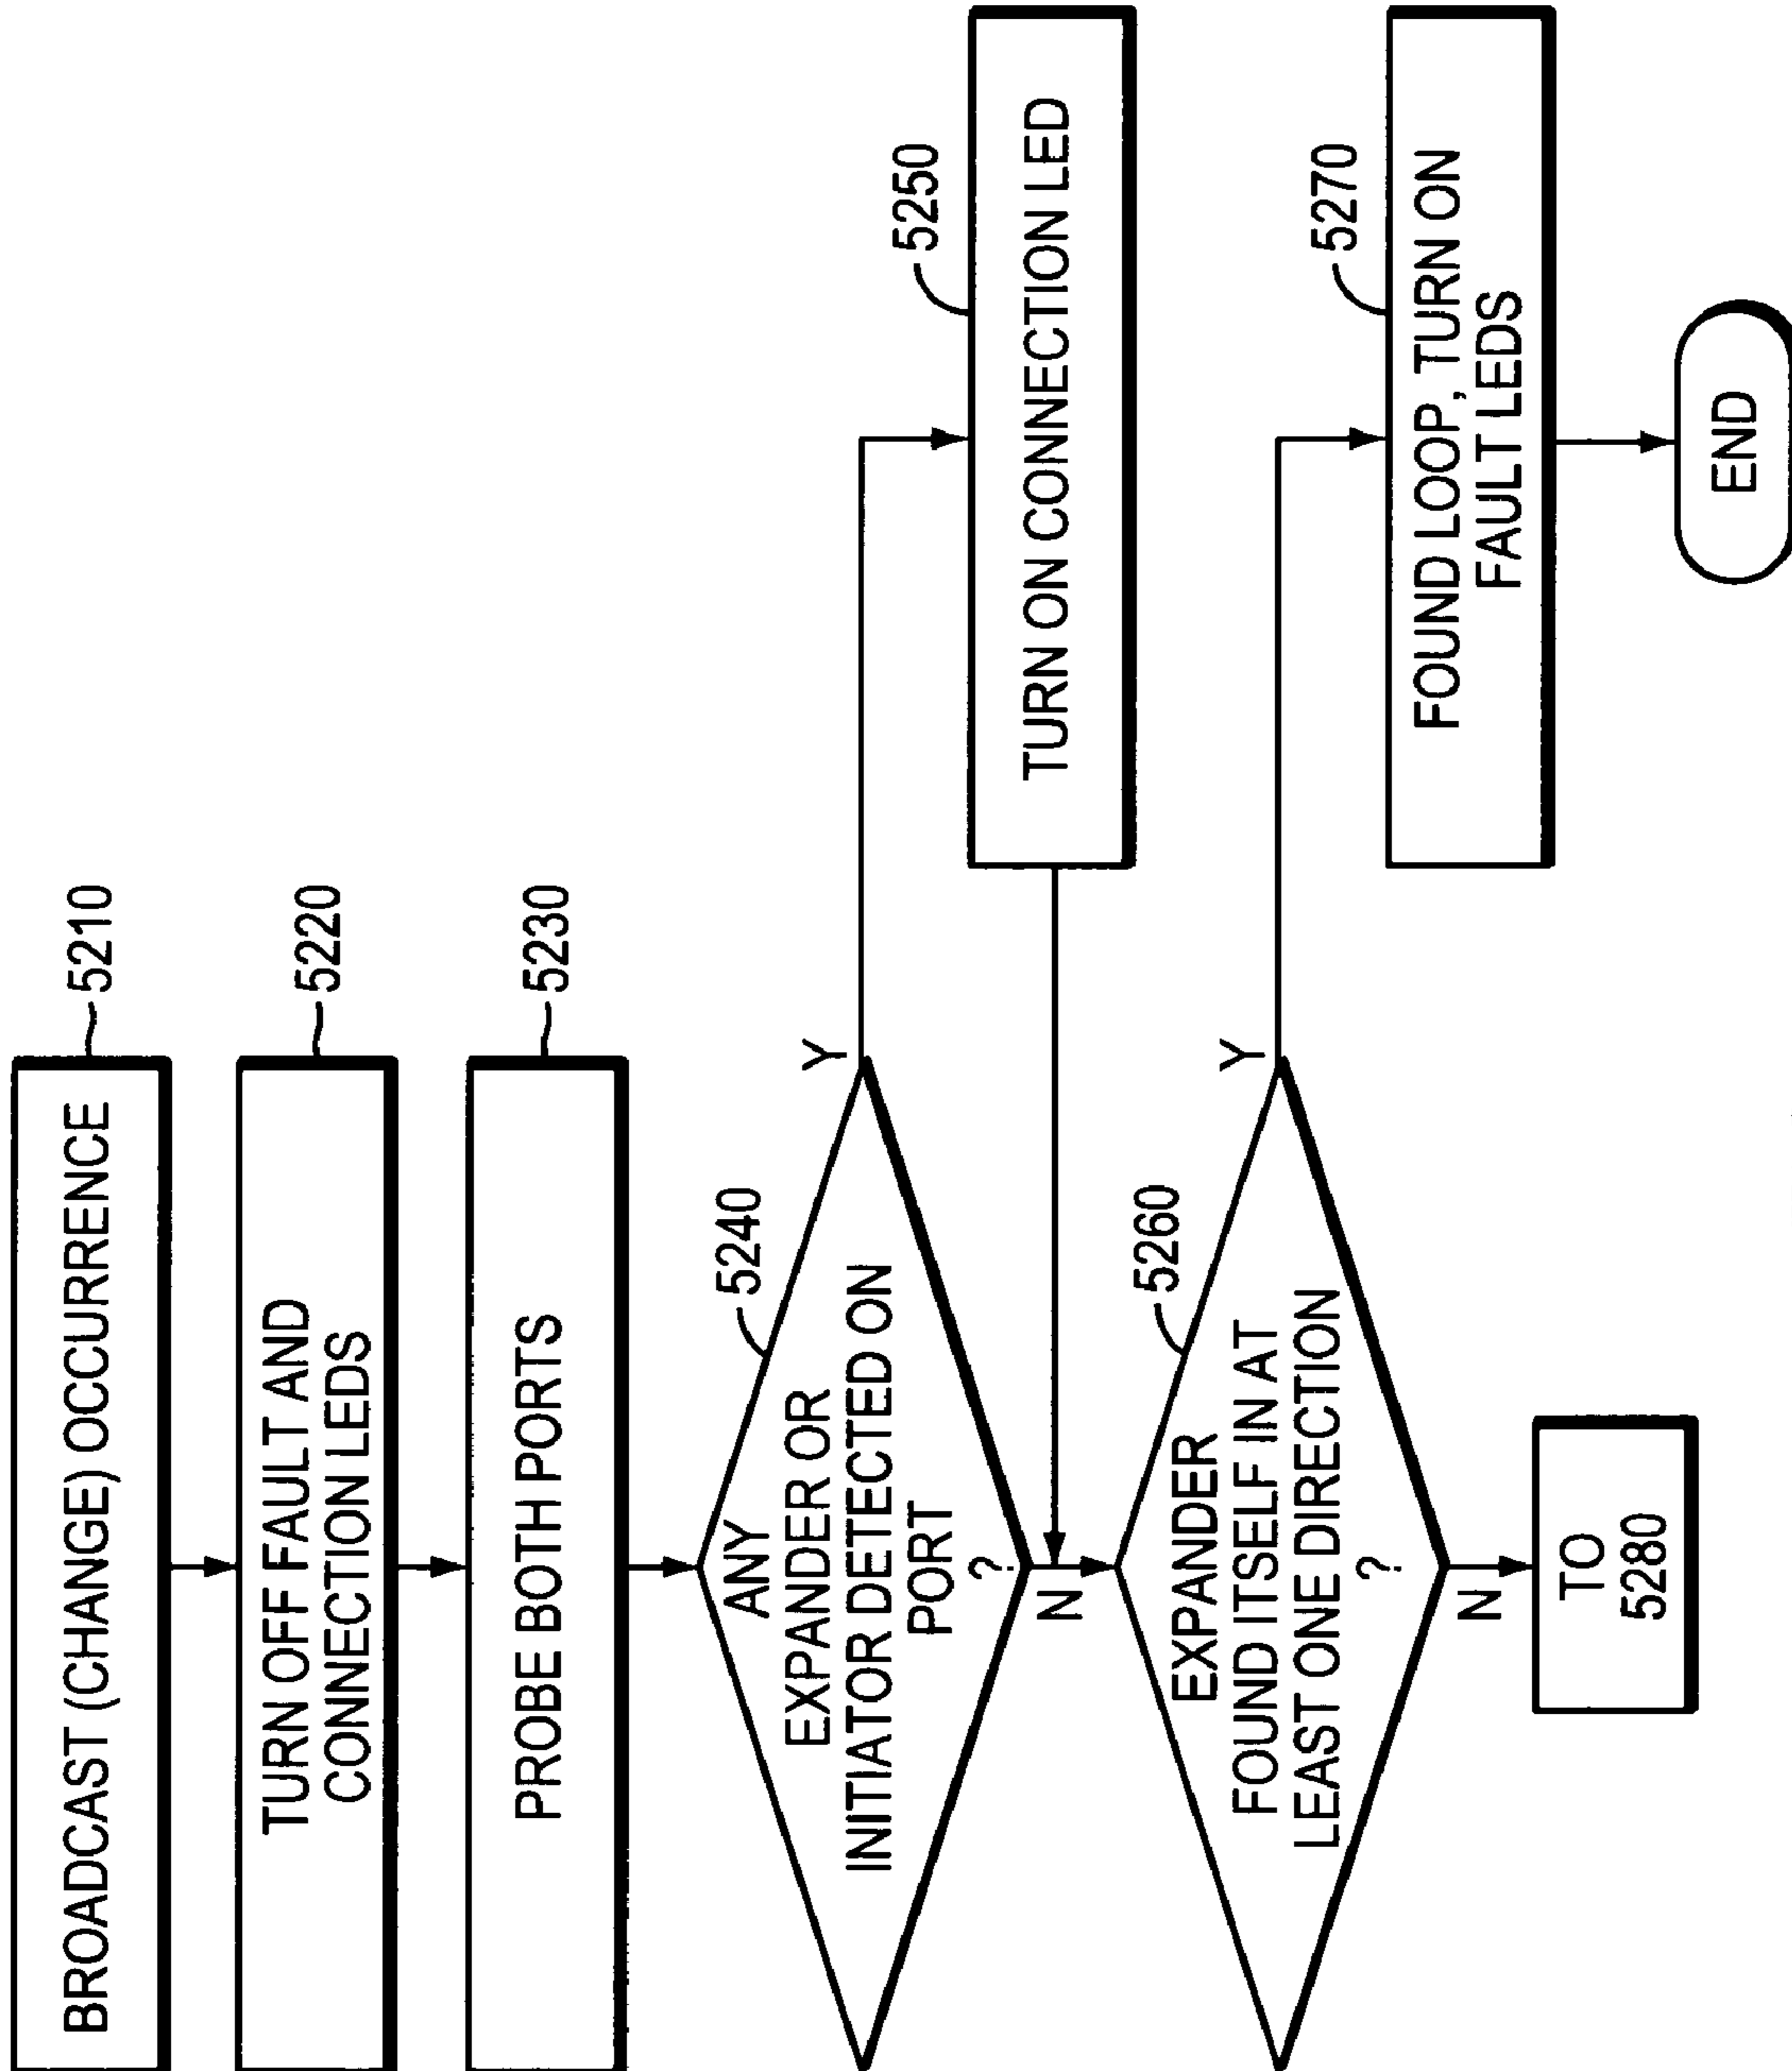 BROADCAST (CHANGE) OCCURRENCE
5210
TURN OFF FAULT AND
CONNECTION LEDS
5220
PROBE BOTH PORTS
5230
ANY
EXPANDER OR
INITIATOR DETECTED ON
PORT
?
5240
Y
N
TURN ON CONNECTION LED
5250
EXPANDER
FOUND ITSELF IN AT
LEAST ONE DIRECTION
?
5260
Y
N
FOUND LOOP, TURN ON
FAULT LEDS
5270
END
TO
5280